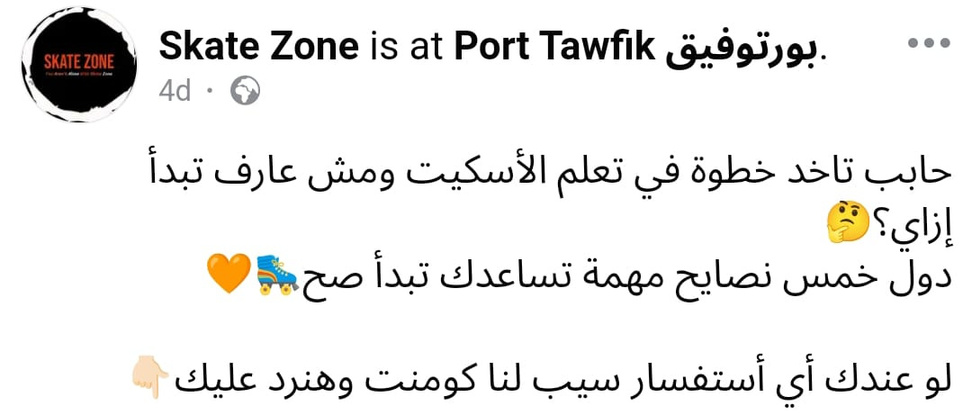 SKATE ZONE
Skate Zone is at Port Tawfik بورتوفيق.
4d ·
حابب تاخد خطوة في تعلم الأسكيت ومش عارف تبدأ
إزاي؟🤔
دول خمس نصايح مهمة تساعدك تبدأ صح🛼🧡
لو عندك أي أستفسار سيب لنا كومنت وهنرد عليك👇🏻